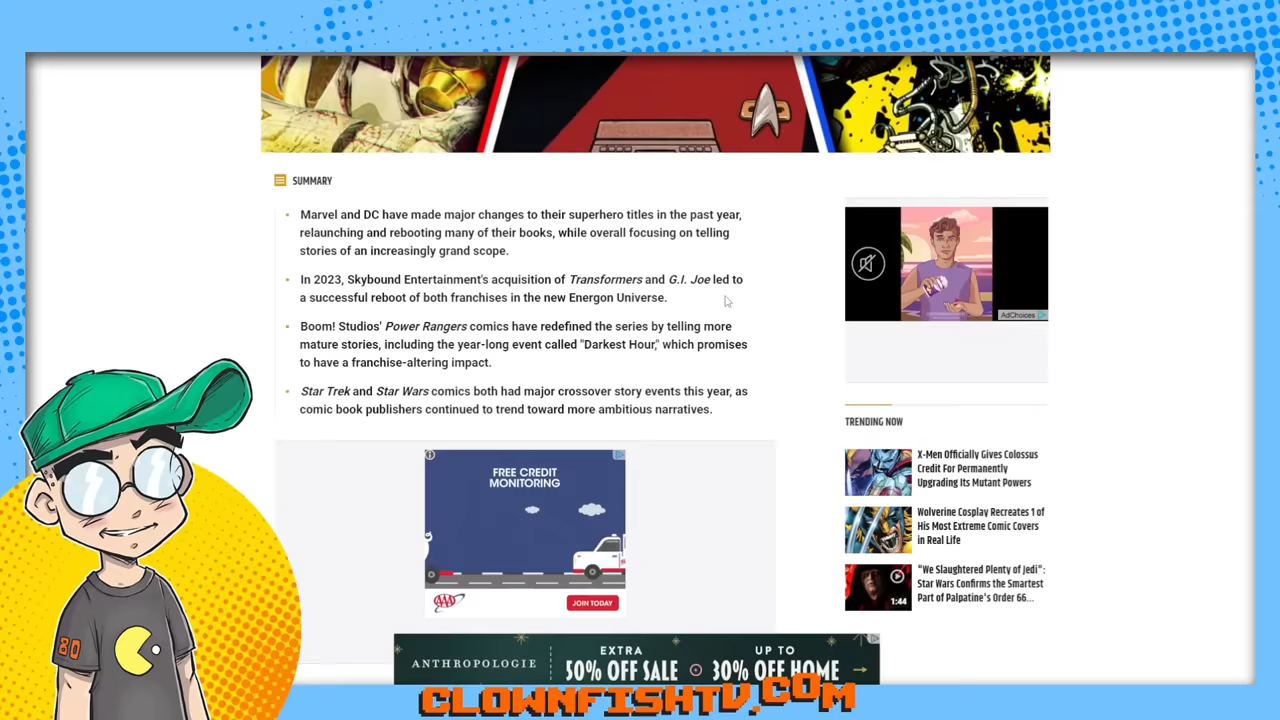 SUMMARY
Marvel and DC have made major changes to their superhero titles in the past year,
relaunching and rebooting many of their books, while overall focusing on telling
stories of an increasingly grand scope.
In 2023, Skybound Entertainment's acquisition of Transformers and G.I. Joe led to
a successful reboot of both franchises in the new Energon Universe.
Boom! Studios' Power Rangers comics have redefined the series by telling more
mature stories, including the year-long event called "Darkest Hour," which promises
to have a franchise-altering impact.
Star Trek and Star Wars comics both had major crossover story events this year, as
comic book publishers continued to trend toward more ambitious narratives.
AdChoices
TRENDING NOW
X-Men Officially Gives Colossus
Credit For Permanently
Upgrading Its Mutant Powers
Wolverine Cosplay Recreates 1 of
His Most Extreme Comic Covers
in Real Life
"We Slaughtered Plenty of Jedi":
Star Wars Confirms the Smartest
Part of Palpatine's Order 66...
1:44
FREE CREDIT
MONITORING
AAA
JOIN TODAY
ANTHROPOLOGIE
EXTRA
50% OFF SALE
UP TO
30% OFF HOME
80
CLOWNFISHTV.COM